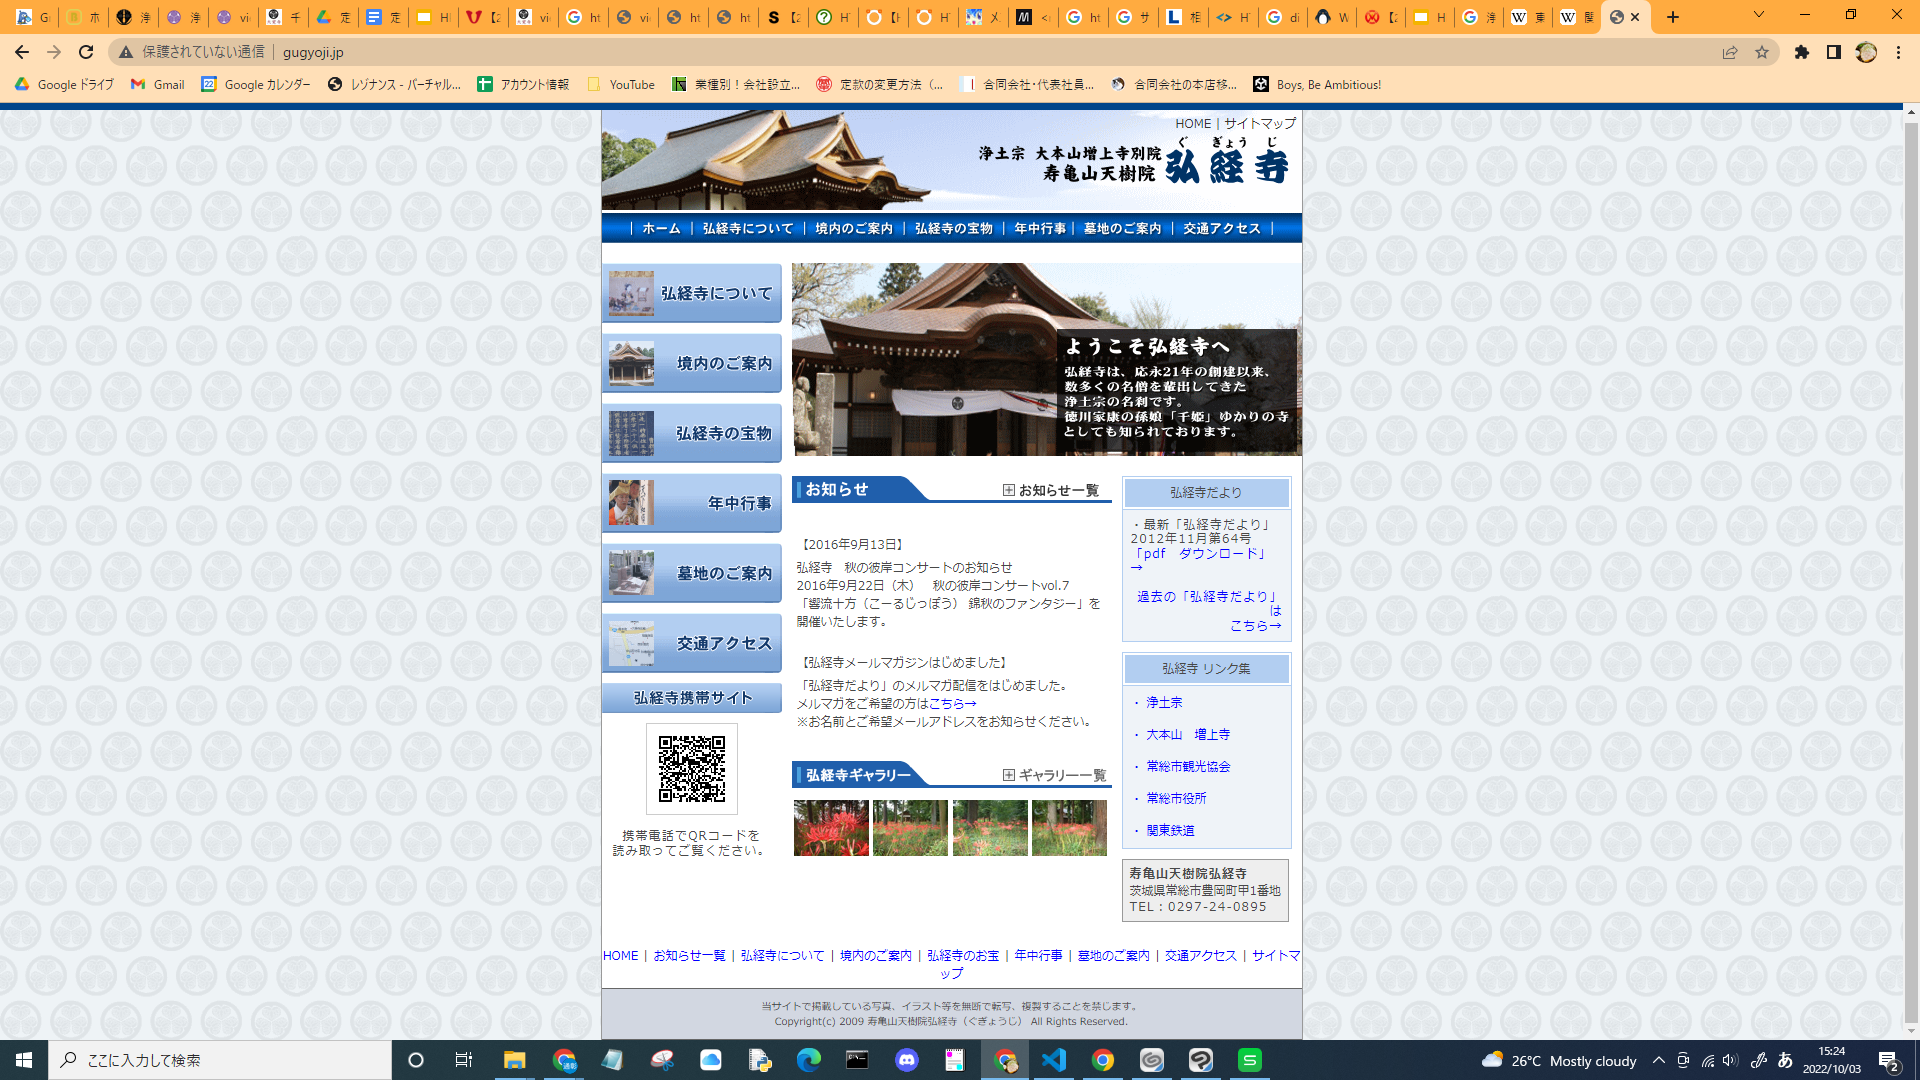 保護されていない通信 gugyoji.jp
Google ドライブ Gmail Google カレンダー レゾナンス - バーチャル... アカウント情報 YouTube 業種別！会社設立... 定款の変更方法（... 合同会社・代表社員... 合同会社の本店移... Boys, Be Ambitious!
HOME | サイトマップ
ぐ ぎょう じ
浄土宗 大本山増上寺別院
寿亀山天樹院 弘経寺
| ホーム | 弘経寺について | 境内のご案内 | 弘経寺の宝物 | 年中行事 | 墓地のご案内 | 交通アクセス |
弘経寺について
境内のご案内
弘経寺の宝物
年中行事
墓地のご案内
交通アクセス
弘経寺携帯サイト
携帯電話でQRコードを
読み取ってご覧ください。
ようこそ弘経寺へ
弘経寺は、応永21年の創建以来、
数多くの名僧を輩出してきた
浄土宗の名刹です。
徳川家康の孫娘「千姫」ゆかりの寺
としても知られております。
お知らせ お知らせ一覧
【2016年9月13日】
弘経寺　秋の彼岸コンサートのお知らせ
2016年9月22日（木）　秋の彼岸コンサートvol.7
「響流十方（こーるじっぽう） 錦秋のファンタジー」を
開催いたします。
【弘経寺メールマガジンはじめました】
「弘経寺だより」のメルマガ配信をはじめました。
メルマガをご希望の方はこちら→
※お名前とご希望メールアドレスをお知らせください。
弘経寺ギャラリー ギャラリー一覧
弘経寺だより
・最新「弘経寺だより」
2012年11月第64号
「pdf　ダウンロード」
→
過去の「弘経寺だより」
は
こちら→
弘経寺 リンク集
・ 浄土宗
・ 大本山　増上寺
・ 常総市観光協会
・ 常総市役所
・ 関東鉄道
寿亀山天樹院弘経寺
茨城県常総市豊岡町甲1番地
TEL：0297-24-0895
HOME | お知らせ一覧 | 弘経寺について | 境内のご案内 | 弘経寺のお宝 | 年中行事 | 墓地のご案内 | 交通アクセス | サイトマ
ップ
当サイトで掲載している写真、イラスト等を無断で転写、複製することを禁じます。
Copyright(c) 2009 寿亀山天樹院弘経寺（ぐぎょうじ） All Rights Reserved.
ここに入力して検索
26°C Mostly cloudy
あ
15:24
2022/10/03
2